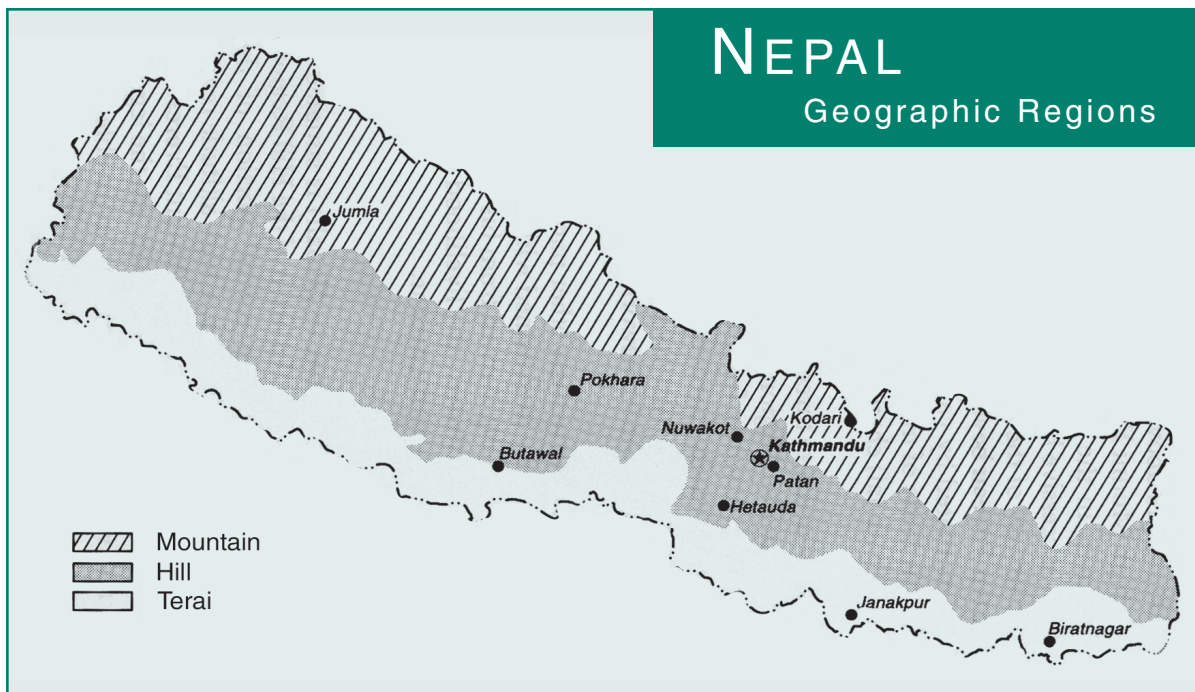 NEPAL
Geographic Regions
Jumla
Pokhara
Kodari
Nuwakot
Kathmandu
Butawal
Patan
Hetauda
Mountain
Hill
Terai
Janakpur
Biratnagar